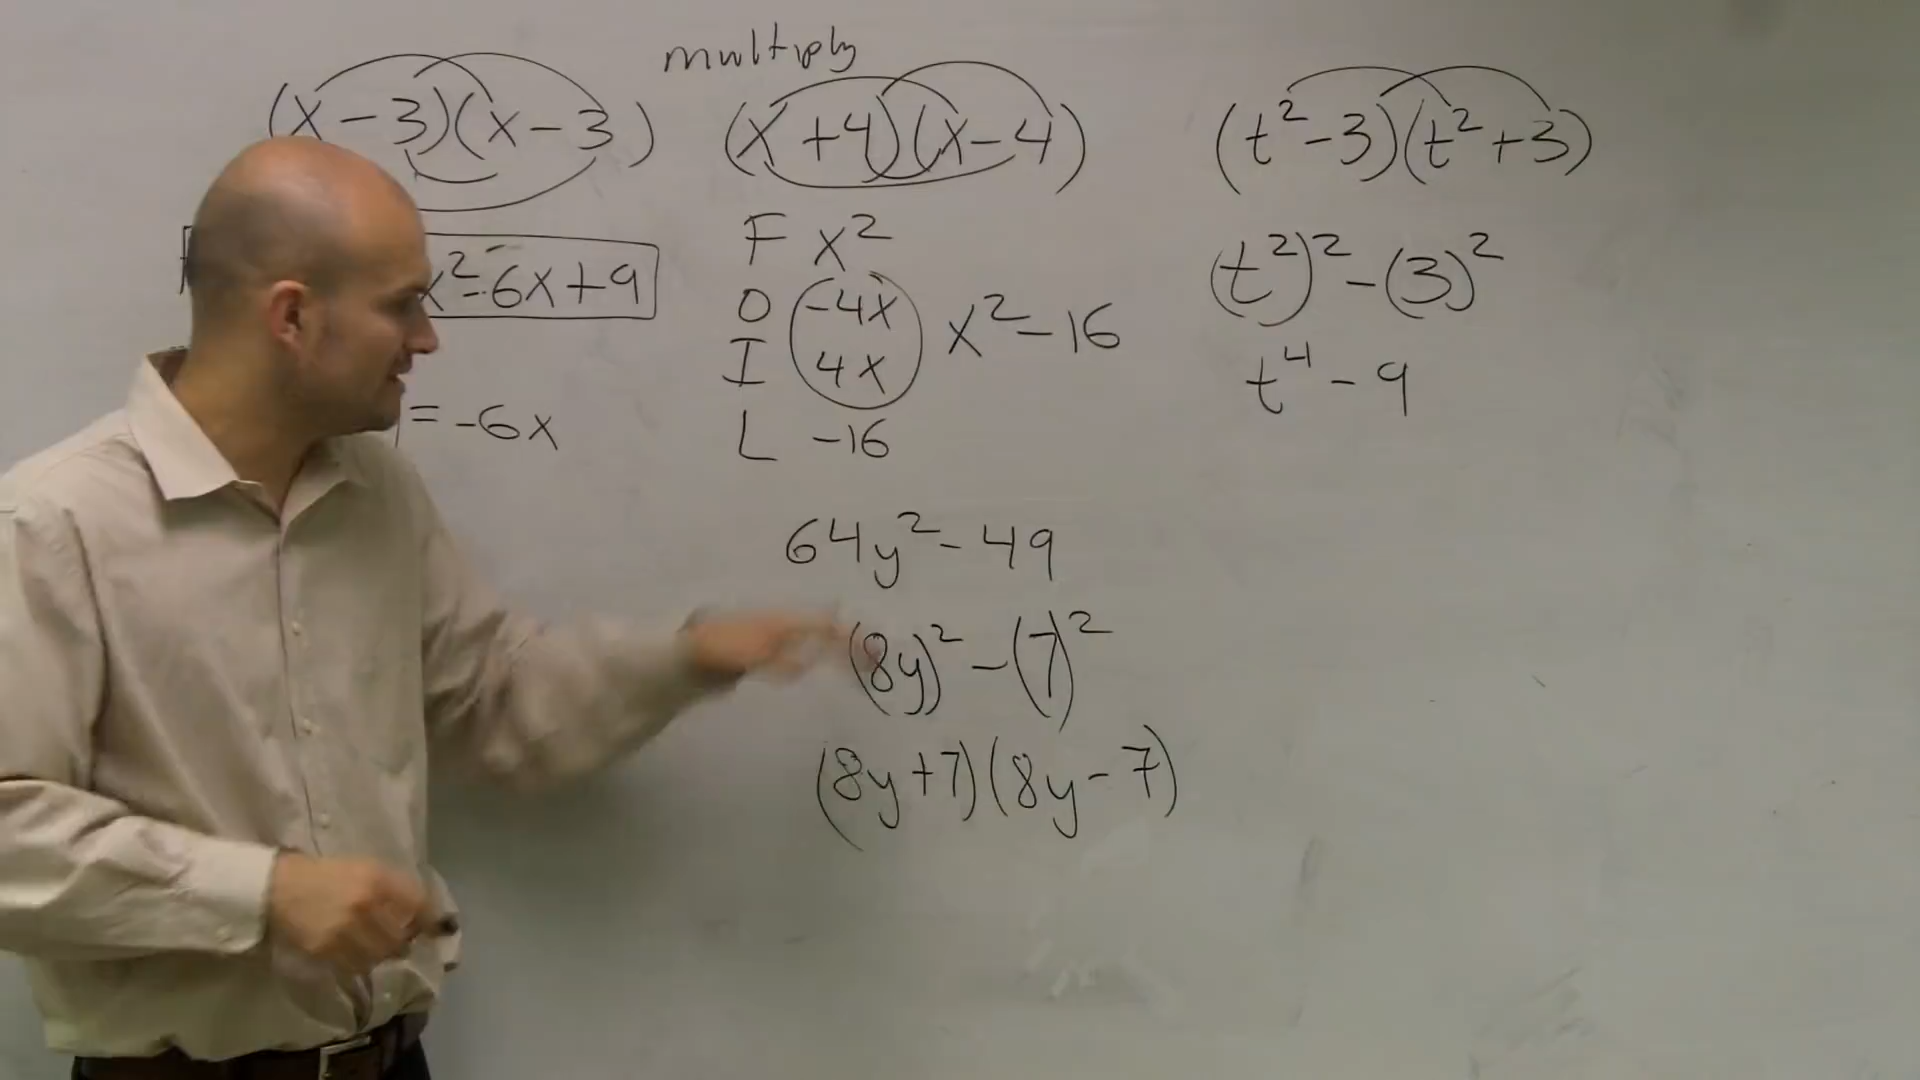 multiply
(x-3)(x-3)
x²-6x+9
= -6x
(x+4)(x-4)
F x²
O -4x
I 4x
L -16
x²-16
(t²-3)(t²+3)
(t²)²-(3)²
t⁴-9
64y²-49
(8y)²-(7)²
(8y+7)(8y-7)